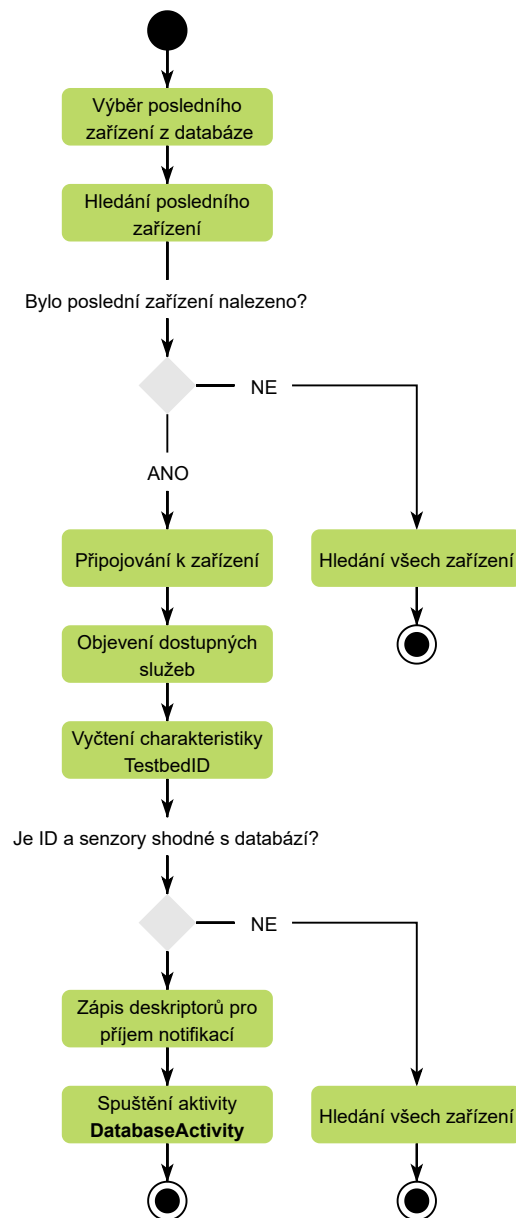 Výběr posledního
zařízení z databáze
Hledání posledního
zařízení
Bylo poslední zařízení nalezeno?
NE
ANO
Připojování k zařízení
Hledání všech zařízení
Objevení dostupných
služeb
Vyčtení charakteristiky
TestbedID
Je ID a senzory shodné s databází?
NE
Zápis deskriptorů pro
příjem notifikací
Spuštění aktivity
DatabaseActivity
Hledání všech zařízení